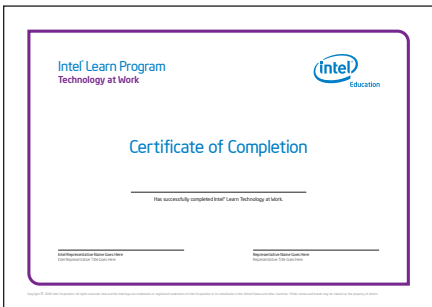 Intel® Learn Program
Technology at Work
intel
Education
Certificate of Completion
Has successfully completed Intel® Learn Technology at Work.
Intel Representative Name Goes Here
Intel Representative Title Goes Here
Representative Name Goes Here
Representative Title Goes Here